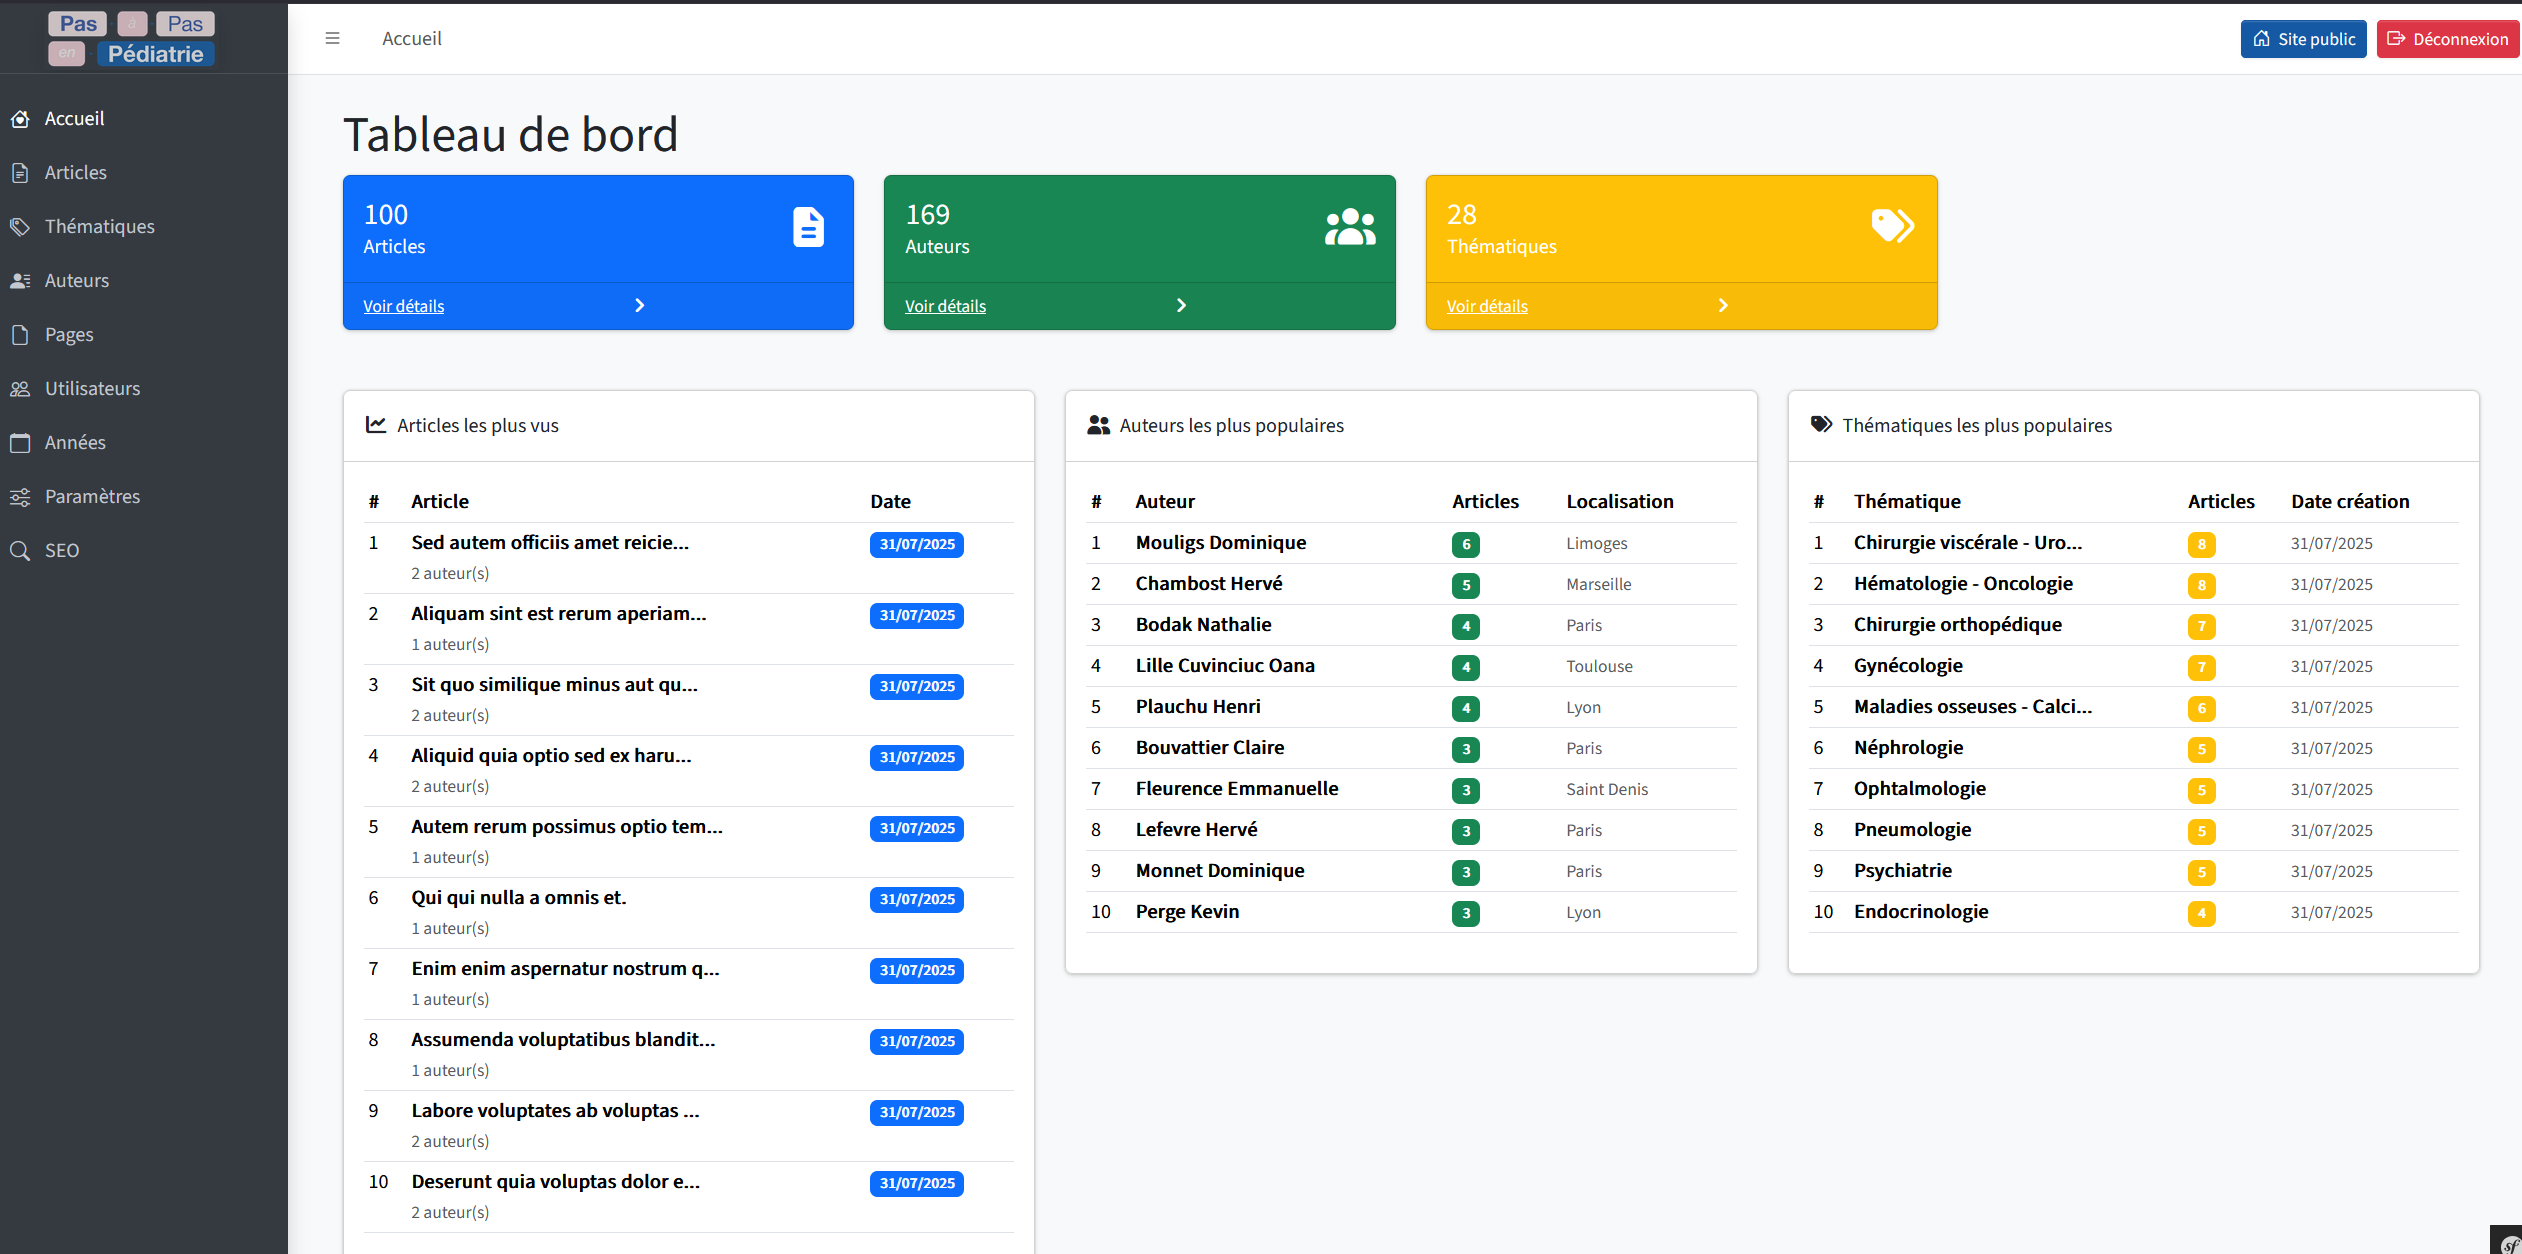 Pas à Pas
en Pédiatrie
Accueil
Site public
Déconnexion
Accueil
Articles
Thématiques
Auteurs
Pages
Utilisateurs
Années
Paramètres
SEO
Tableau de bord
100
Articles
Voir détails
169
Auteurs
Voir détails
28
Thématiques
Voir détails
Articles les plus vus
# Article Date
1 Sed autem officiis amet reicie... 31/07/2025
2 auteur(s)
2 Aliquam sint est rerum aperiam... 31/07/2025
1 auteur(s)
3 Sit quo similique minus aut qu... 31/07/2025
2 auteur(s)
4 Aliquid quia optio sed ex haru... 31/07/2025
2 auteur(s)
5 Autem rerum possimus optio tem... 31/07/2025
1 auteur(s)
6 Qui qui nulla a omnis et. 31/07/2025
1 auteur(s)
7 Enim enim aspernatur nostrum q... 31/07/2025
1 auteur(s)
8 Assumenda voluptatibus blandit... 31/07/2025
1 auteur(s)
9 Labore voluptates ab voluptas ... 31/07/2025
2 auteur(s)
10 Deserunt quia voluptas dolor e... 31/07/2025
2 auteur(s)
Auteurs les plus populaires
# Auteur Articles Localisation
1 Mouligs Dominique 6 Limoges
2 Chambost Hervé 5 Marseille
3 Bodak Nathalie 4 Paris
4 Lille Cuvinciuc Oana 4 Toulouse
5 Plauchu Henri 4 Lyon
6 Bouvattier Claire 3 Paris
7 Fleurence Emmanuelle 3 Saint Denis
8 Lefevre Hervé 3 Paris
9 Monnet Dominique 3 Paris
10 Perge Kevin 3 Lyon
Thématiques les plus populaires
# Thématique Articles Date création
1 Chirurgie viscérale - Uro... 8 31/07/2025
2 Hématologie - Oncologie 8 31/07/2025
3 Chirurgie orthopédique 7 31/07/2025
4 Gynécologie 7 31/07/2025
5 Maladies osseuses - Calci... 6 31/07/2025
6 Néphrologie 5 31/07/2025
7 Ophtalmologie 5 31/07/2025
8 Pneumologie 5 31/07/2025
9 Psychiatrie 5 31/07/2025
10 Endocrinologie 4 31/07/2025
sf